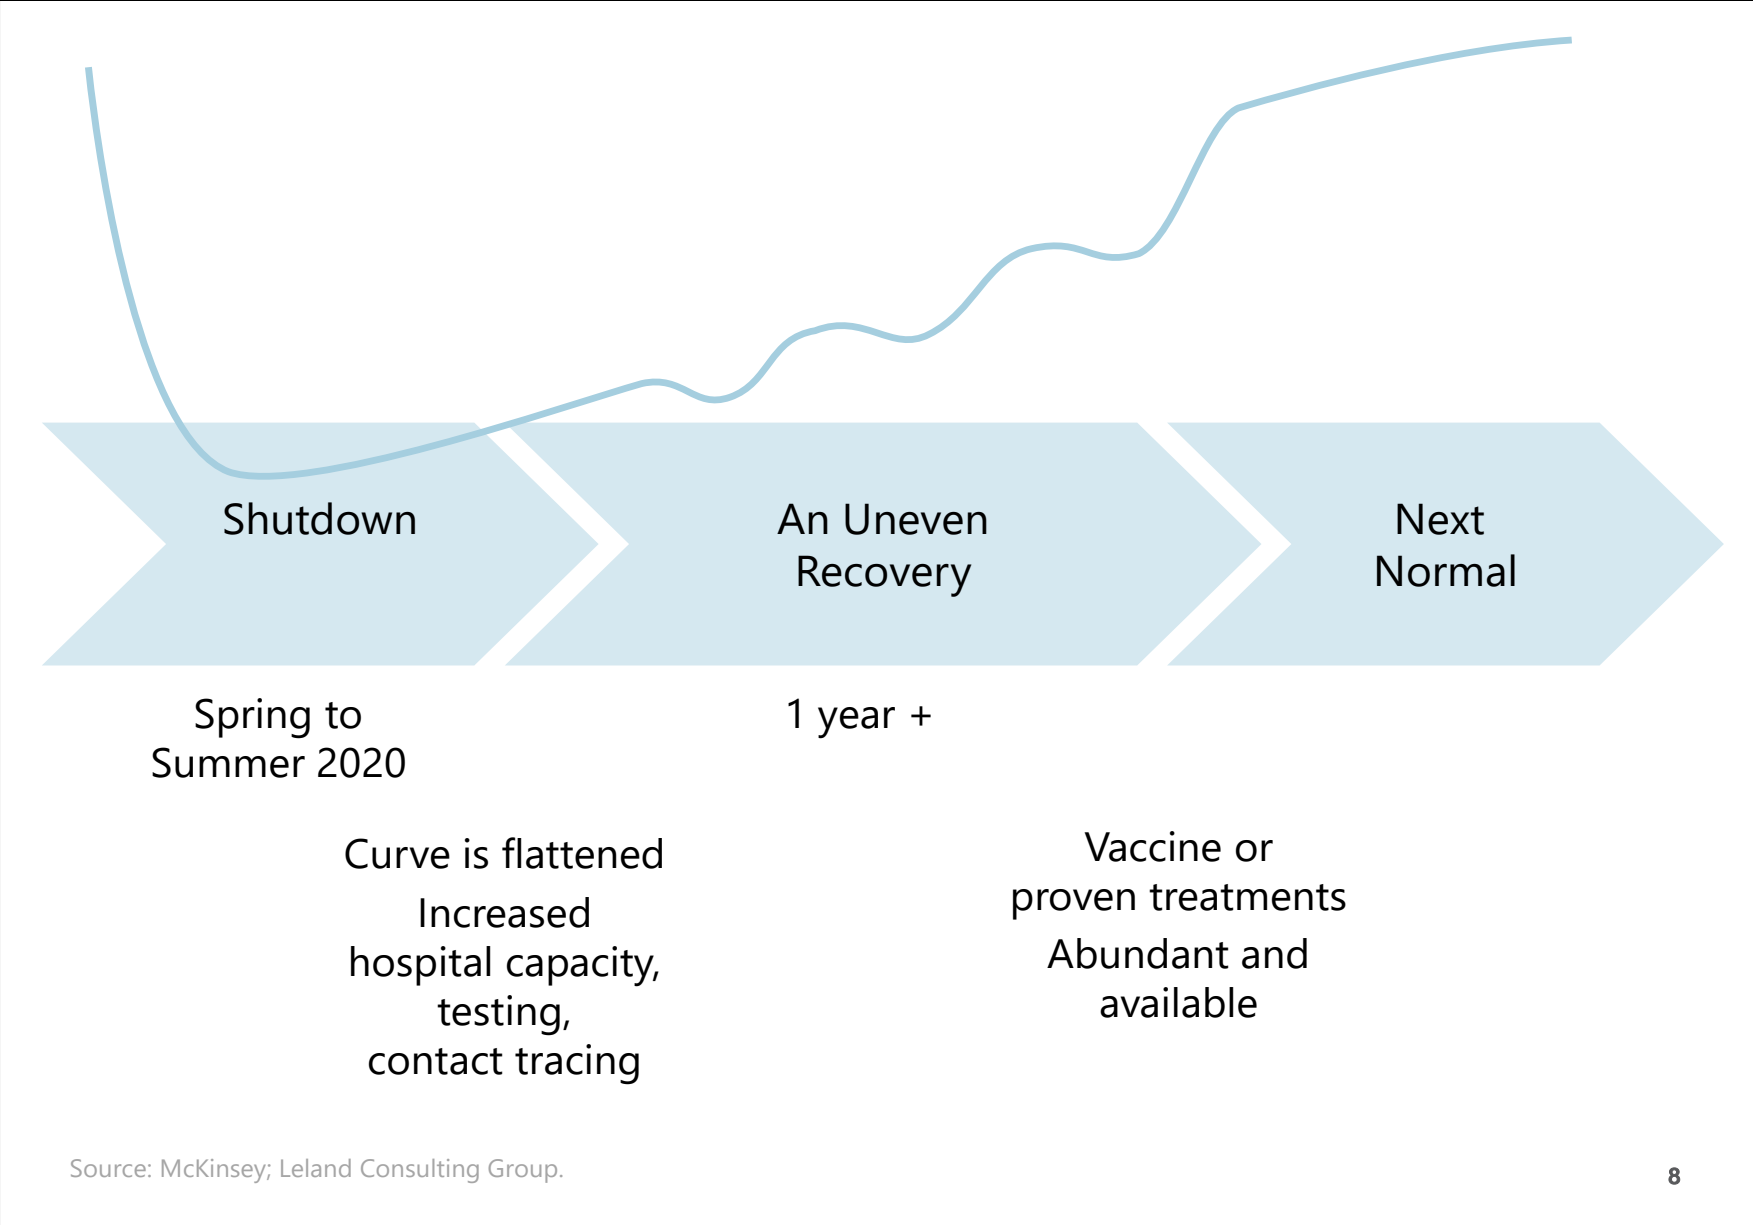 Shutdown
An Uneven
Recovery
Next
Normal
Spring to
Summer 2020
1 year +
Curve is flattened
Increased
hospital capacity,
testing,
contact tracing
Vaccine or
proven treatments
Abundant and
available
Source: McKinsey; Leland Consulting Group.
8